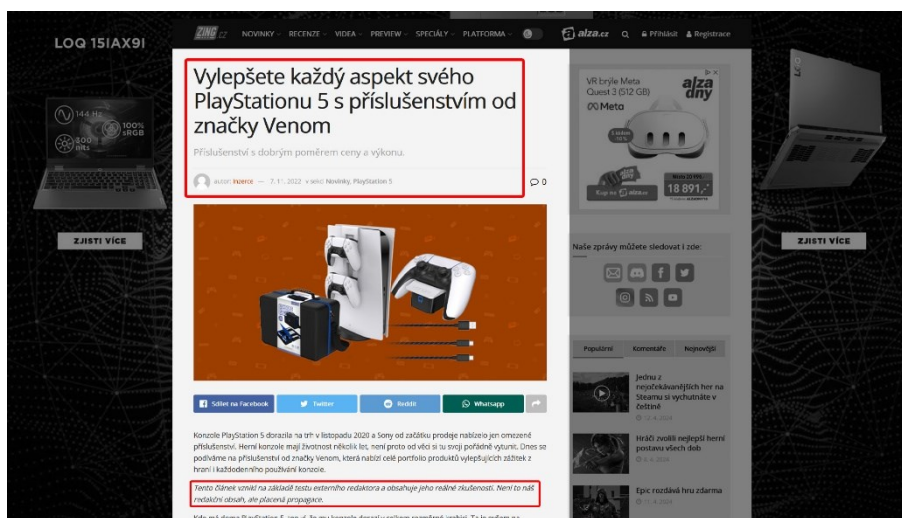 LOQ 15IAX9I
144 Hz
100% sRGB
300 nits
ZJISTI VÍCE
ZING.cz NOVINKY RECENZE VIDEA PREVIEW SPECIÁLY PLATFORMA alza.cz Přihlásit Registrace
Vylepšete každý aspekt svého
PlayStationu 5 s příslušenstvím od
značky Venom
Příslušenství s dobrým poměrem ceny a výkonu.
autor: Inzerce — 7. 11. 2022 v sekci Novinky, PlayStation 5
0
Sdílet na Facebook Twitter Reddit Whatsapp
Konzole PlayStation 5 dorazila na trh v listopadu 2020 a Sony od začátku prodeje nabízelo jen omezené
příslušenství. Herní konzole mají životnost několik let, není proto od věci si tu svoji pořádně vytunit. Dnes se
podíváme na příslušenství od značky Venom, která nabízí celé portfolio produktů vylepšujících zážitek z
hraní i každodenního používání konzole.
Tento článek vznikl na základě testu externího redaktora a obsahuje jeho reálné zkušenosti. Není to náš
redakční obsah, ale placená propagace.
VR brýle Meta
Quest 3 (512 GB)
Meta
alza
dny
18 891,-
Naše zprávy můžete sledovat i zde:
Populární Komentáře Nejnovější
Jednu z
nejočekávanějších her na
Steamu si vychutnáte v
češtině
12. 4. 2024
Hráči zvolili nejlepší herní
postavu všech dob
Epic rozdává hru zdarma
ZJISTI VÍCE